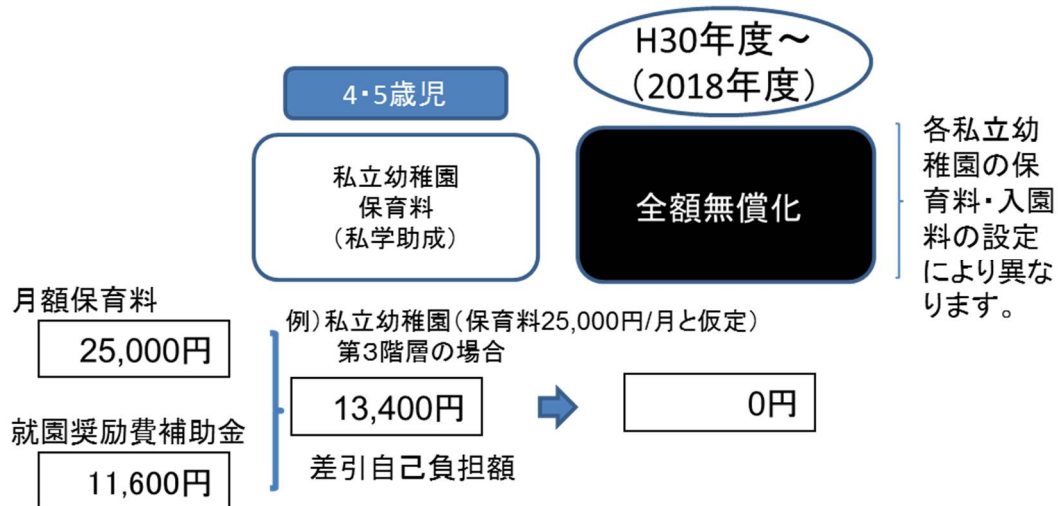 H30年度～
（2018年度）
4・5歳児
私立幼稚園
保育料
（私学助成）
全額無償化
各私立幼
稚園の保
育料・入園
料の設定
により異な
ります。
月額保育料
25,000円
就園奨励費補助金
11,600円
例）私立幼稚園（保育料25,000円/月と仮定）
第３階層の場合
13,400円
差引自己負担額
0円